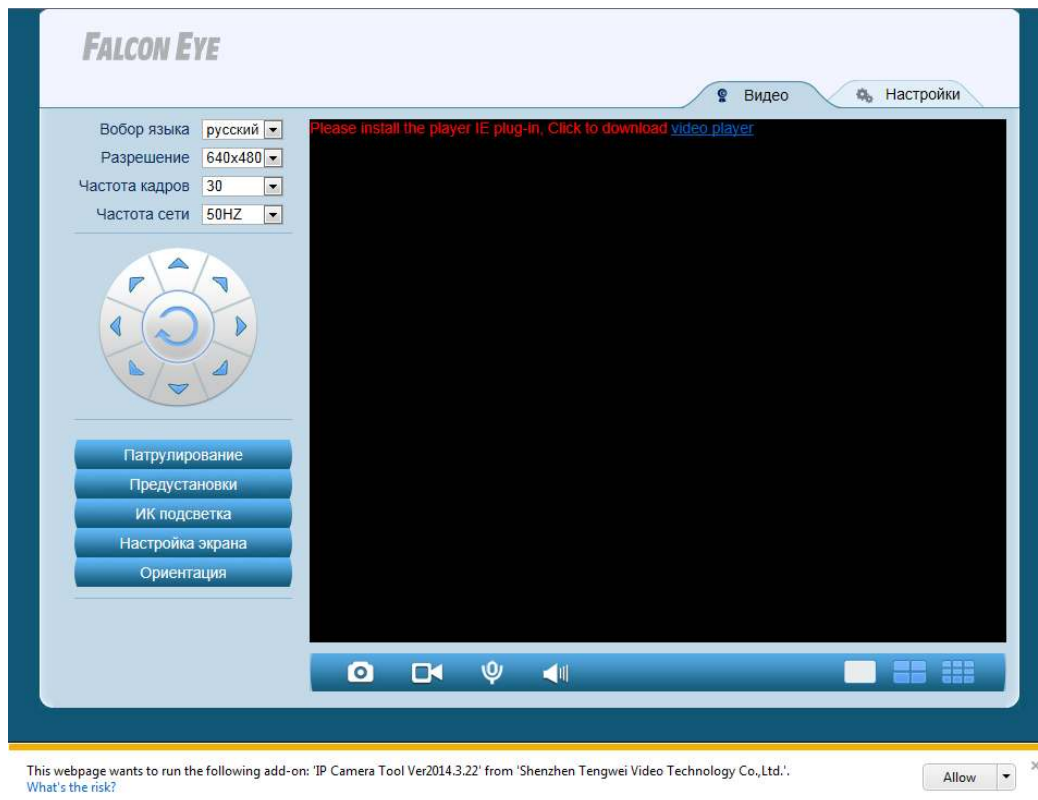 FALCON EYE
Видео
Настройки
Вобор языка русский
Разрешение 640x480
Частота кадров 30
Частота сети 50HZ
Please install the player IE plug-in, Click to download video player
Патрулирование
Предустановки
ИК подсветка
Настройка экрана
Ориентация
This webpage wants to run the following add-on: 'IP Camera Tool Ver2014.3.22' from 'Shenzhen Tengwei Video Technology Co.,Ltd.'.
What's the risk?
Allow